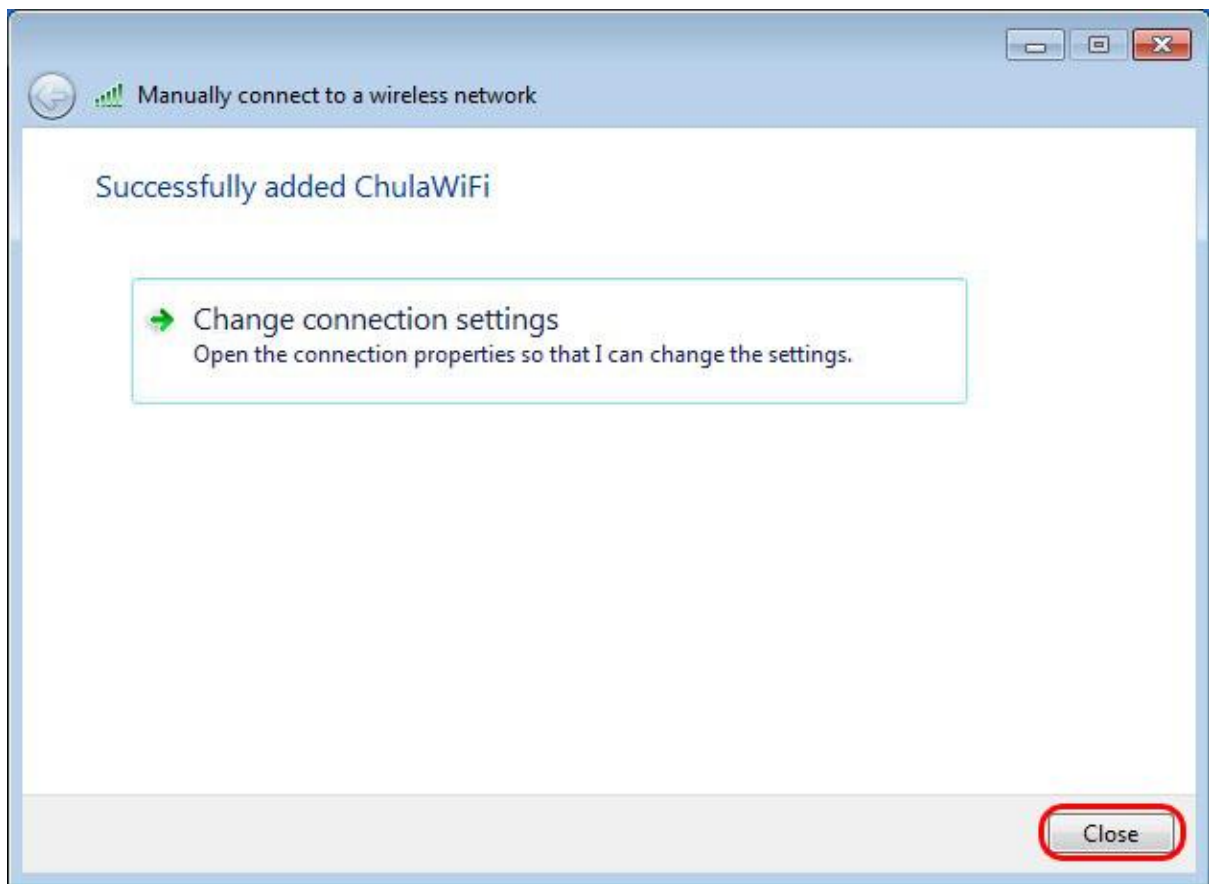 Manually connect to a wireless network
Successfully added ChulaWiFi
Change connection settings
Open the connection properties so that I can change the settings.
Close